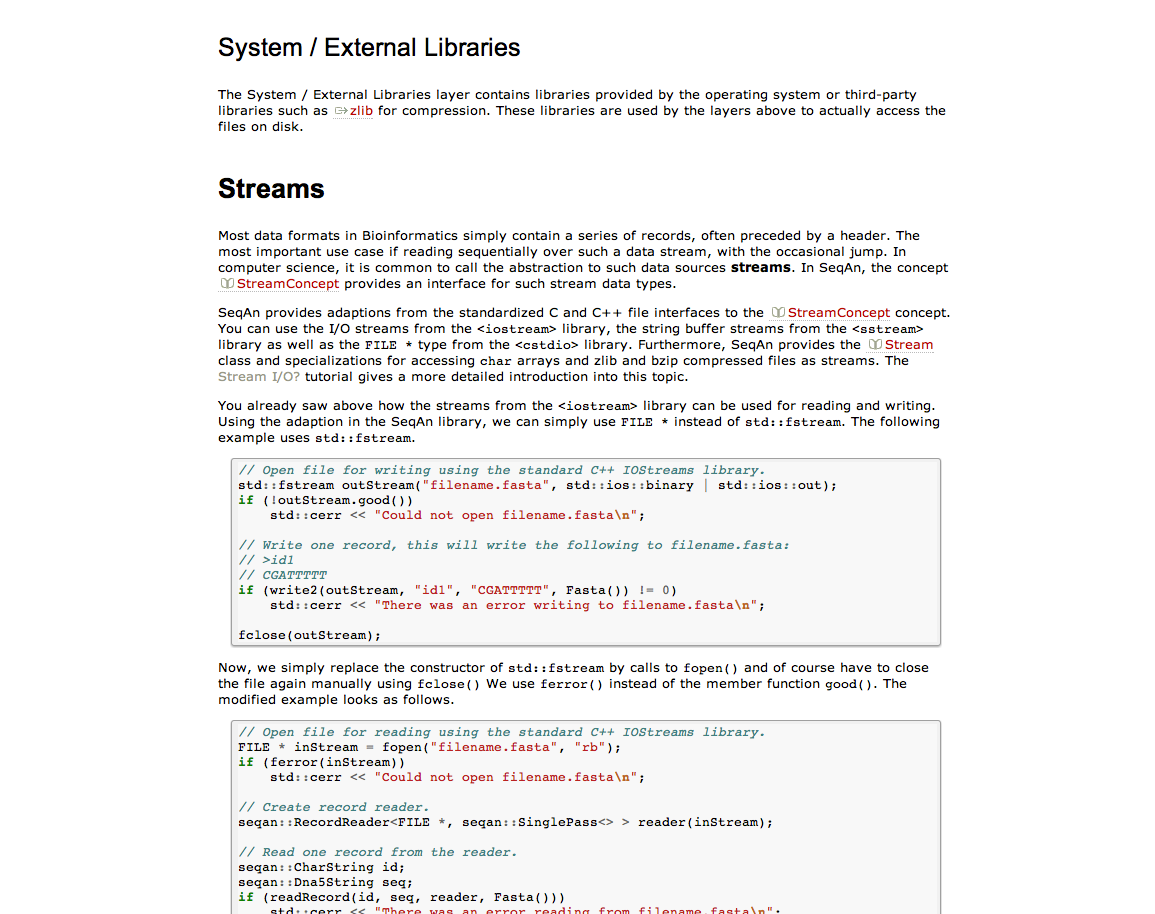 System / External Libraries
The System / External Libraries layer contains libraries provided by the operating system or third-party
libraries such as zlib for compression. These libraries are used by the layers above to actually access the
files on disk.
Streams
Most data formats in Bioinformatics simply contain a series of records, often preceded by a header. The
most important use case if reading sequentially over such a data stream, with the occasional jump. In
computer science, it is common to call the abstraction to such data sources streams. In SeqAn, the concept
StreamConcept provides an interface for such stream data types.
SeqAn provides adaptions from the standardized C and C++ file interfaces to the StreamConcept concept.
You can use the I/O streams from the <iostream> library, the string buffer streams from the <sstream>
library as well as the FILE * type from the <cstdio> library. Furthermore, SeqAn provides the Stream
class and specializations for accessing char arrays and zlib and bzip compressed files as streams. The
Stream I/O? tutorial gives a more detailed introduction into this topic.
You already saw above how the streams from the <iostream> library can be used for reading and writing.
Using the adaption in the SeqAn library, we can simply use FILE * instead of std::fstream. The following
example uses std::fstream.
// Open file for writing using the standard C++ IOStreams library.
std::fstream outStream("filename.fasta", std::ios::binary | std::ios::out);
if (!outStream.good())
    std::cerr << "Could not open filename.fasta\n";
// Write one record, this will write the following to filename.fasta:
// >id1
// CGATTTTT
if (write2(outStream, "id1", "CGATTTTT", Fasta()) != 0)
    std::cerr << "There was an error writing to filename.fasta\n";
fclose(outStream);
Now, we simply replace the constructor of std::fstream by calls to fopen() and of course have to close
the file again manually using fclose() We use ferror() instead of the member function good(). The
modified example looks as follows.
// Open file for reading using the standard C++ IOStreams library.
FILE * inStream = fopen("filename.fasta", "rb");
if (ferror(inStream))
    std::cerr << "Could not open filename.fasta\n";
// Create record reader.
seqan::RecordReader<FILE *, seqan::SinglePass<> > reader(inStream);
// Read one record from the reader.
seqan::CharString id;
seqan::Dna5String seq;
if (readRecord(id, seq, reader, Fasta()))
    std::cerr << "There was an error reading from filename.fasta\n";